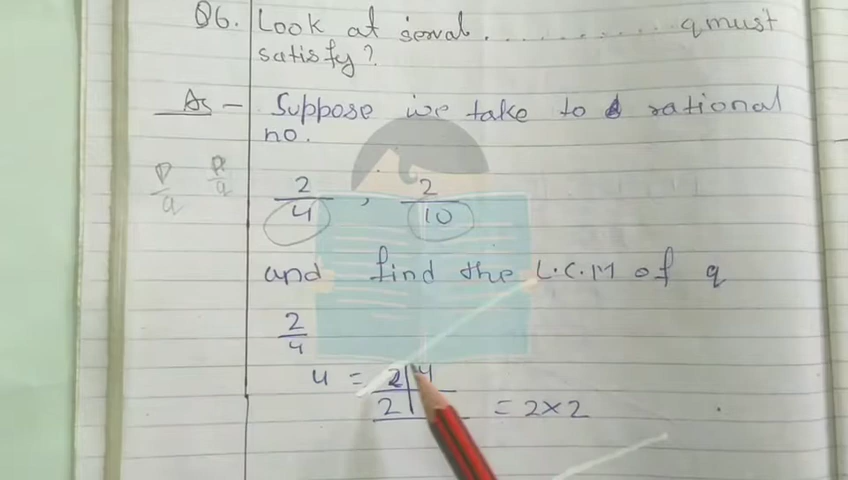 Q6. Look at serval............ q must
satisfy?
As - Suppose we take to rational
no.
P/q P/q
2/4 , 2/10
and find the L.C.M of q
2/4
4 = 2|4
2| = 2×2